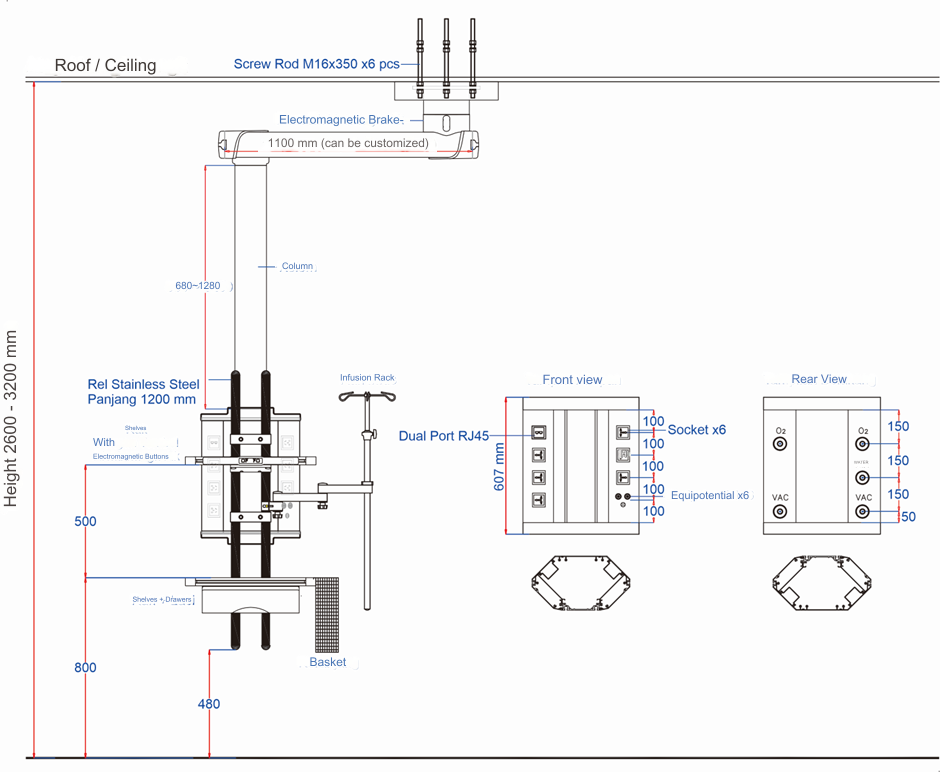 Roof / Ceiling
Screw Rod M16x350 x6 pcs
Electromagnetic Brake
1100 mm (can be customized)
Column
680~1280
Height 2600 - 3200 mm
Rel Stainless Steel
Panjang 1200 mm
Infusion Rack
Shelves
With
Electromagnetic Buttons
500
Shelves + Drawers
800
480
Basket
Front view
Dual Port RJ45
607 mm
100
Socket x6
100
100
100
Equipotential x6
100
Rear View
O2
O2
150
WATER
150
VAC
VAC
150
50